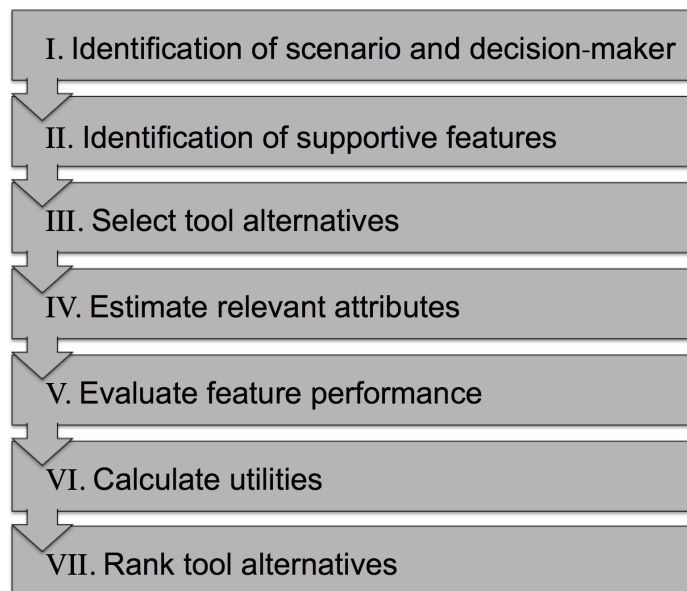 I. Identification of scenario and decision-maker
II. Identification of supportive features
III. Select tool alternatives
IV. Estimate relevant attributes
V. Evaluate feature performance
VI. Calculate utilities
VII. Rank tool alternatives